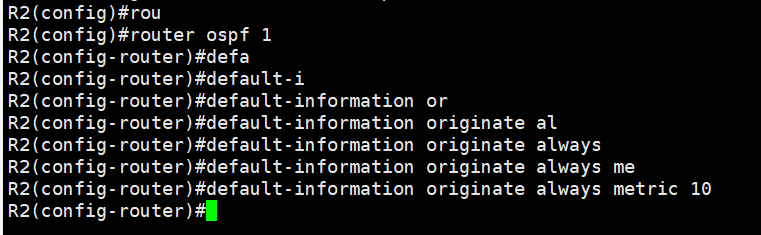 R2(config)#rou
R2(config)#router ospf 1
R2(config-router)#defa
R2(config-router)#default-i
R2(config-router)#default-information or
R2(config-router)#default-information originate al
R2(config-router)#default-information originate always
R2(config-router)#default-information originate always me
R2(config-router)#default-information originate always metric 10
R2(config-router)#